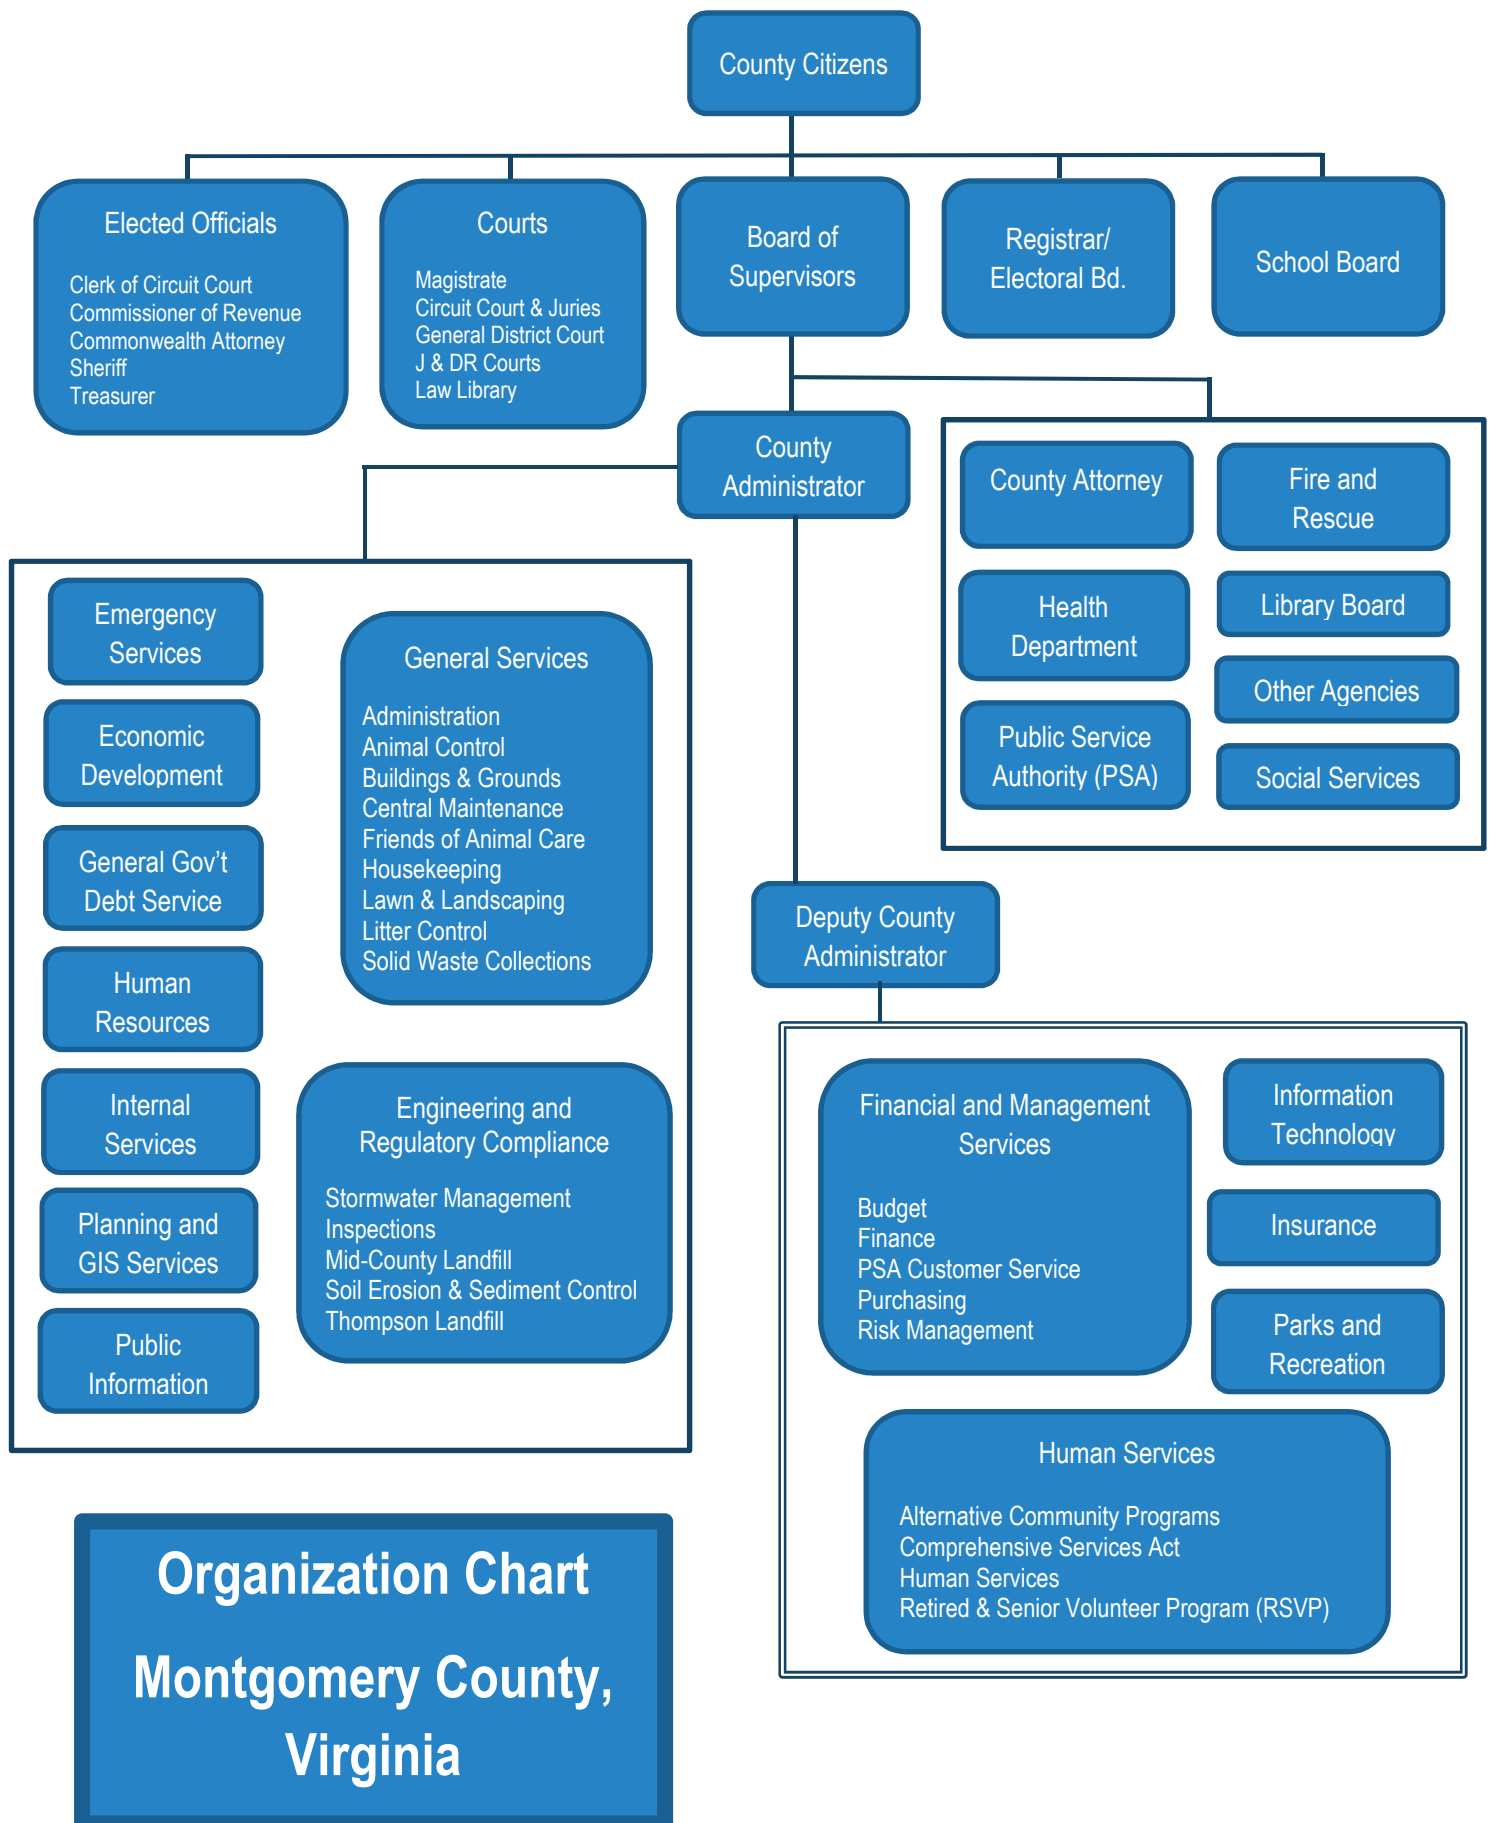 County Citizens
Elected Officials
Clerk of Circuit Court
Commissioner of Revenue
Commonwealth Attorney
Sheriff
Treasurer
Courts
Magistrate
Circuit Court & Juries
General District Court
J & DR Courts
Law Library
Board of
Supervisors
Registrar/
Electoral Bd.
School Board
County
Administrator
County Attorney
Fire and
Rescue
Health
Department
Library Board
Other Agencies
Public Service
Authority (PSA)
Social Services
Emergency
Services
Economic
Development
General Gov’t
Debt Service
Human
Resources
Internal
Services
Planning and
GIS Services
Public
Information
General Services
Administration
Animal Control
Buildings & Grounds
Central Maintenance
Friends of Animal Care
Housekeeping
Lawn & Landscaping
Litter Control
Solid Waste Collections
Engineering and
Regulatory Compliance
Stormwater Management
Inspections
Mid-County Landfill
Soil Erosion & Sediment Control
Thompson Landfill
Deputy County
Administrator
Financial and Management
Services
Budget
Finance
PSA Customer Service
Purchasing
Risk Management
Information
Technology
Insurance
Parks and
Recreation
Human Services
Alternative Community Programs
Comprehensive Services Act
Human Services
Retired & Senior Volunteer Program (RSVP)
Organization Chart
Montgomery County,
Virginia